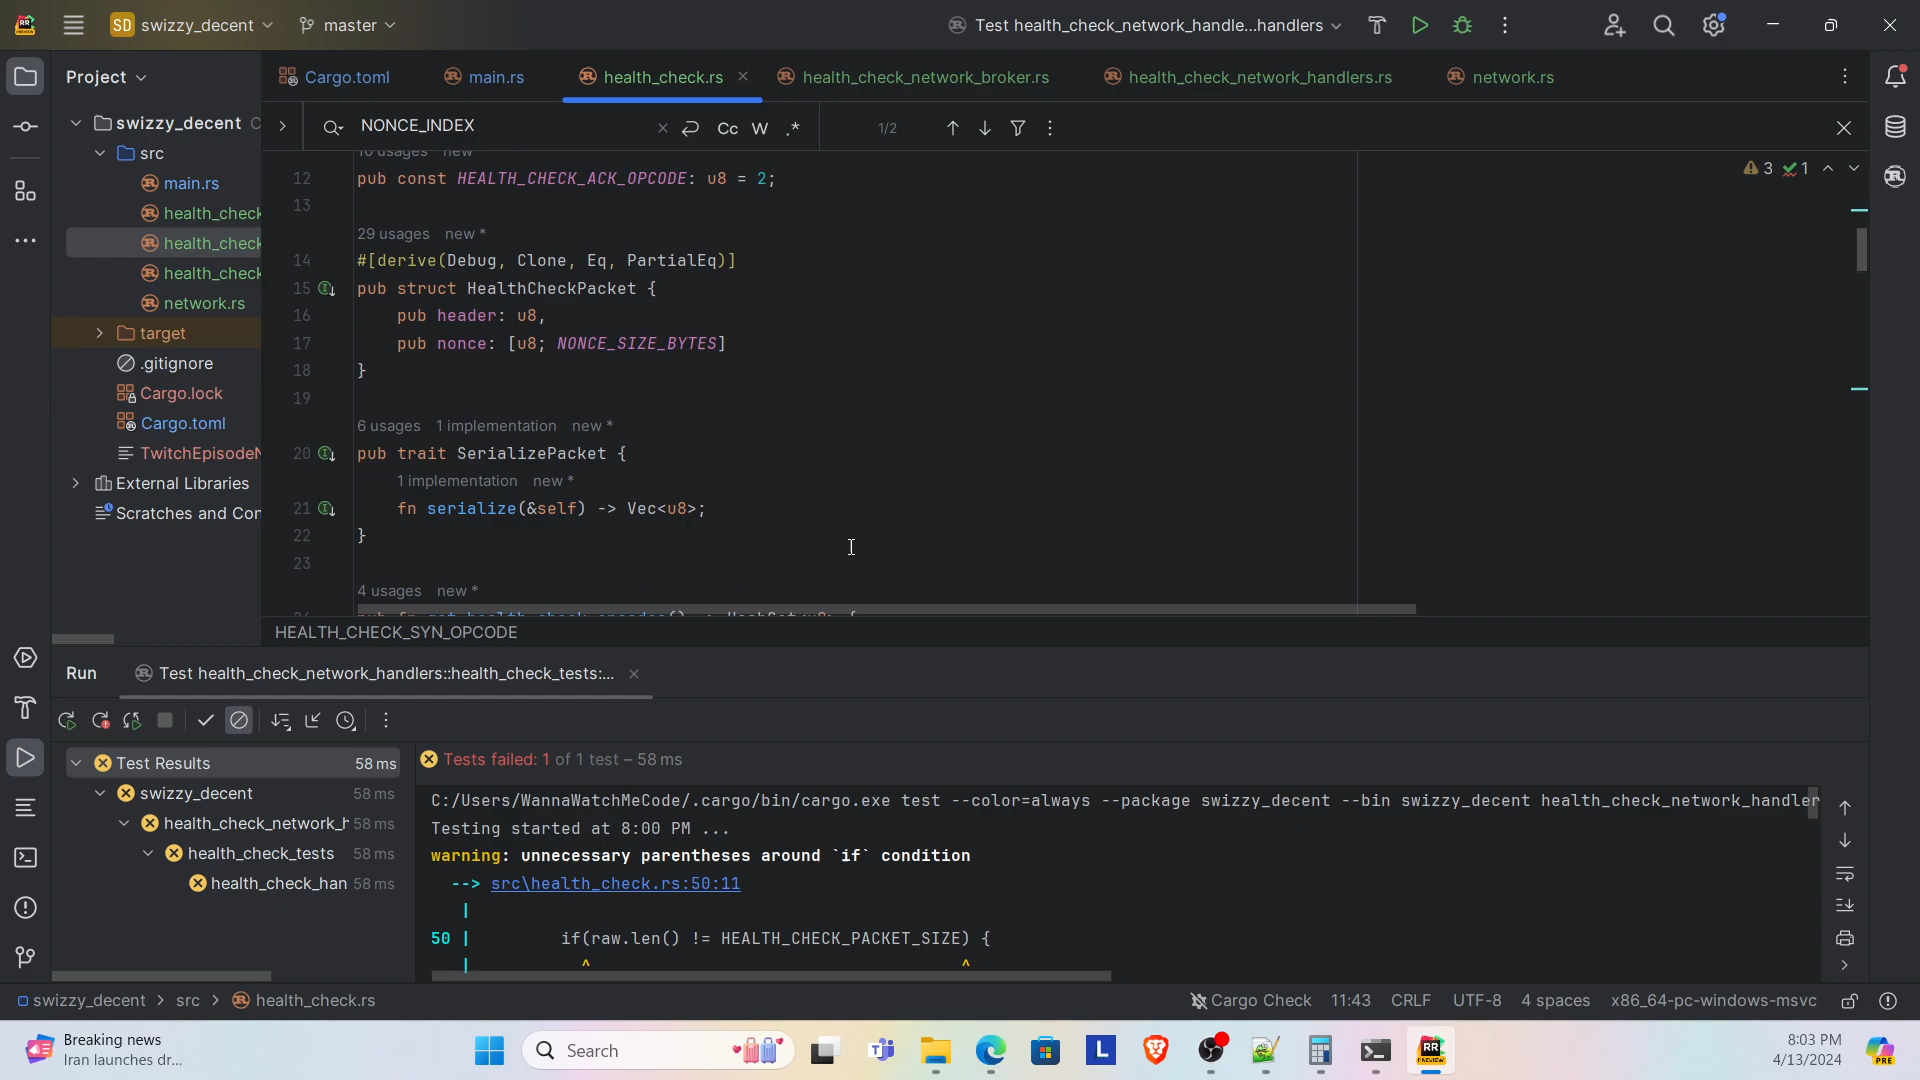 SD swizzy_decent master Test health_check_network_handle...handlers
Project Cargo.toml main.rs health_check.rs health_check_network_broker.rs health_check_network_handlers.rs network.rs
NONCE_INDEX Cc W .* 1/2
swizzy_decent C
src
main.rs
health_check
health_check
health_check
network.rs
target
.gitignore
Cargo.lock
Cargo.toml
TwitchEpisodeN
External Libraries
Scratches and Con
3 1
10 usages new *
12 pub const HEALTH_CHECK_ACK_OPCODE: u8 = 2;
13
29 usages new *
14 #[derive(Debug, Clone, Eq, PartialEq)]
15 pub struct HealthCheckPacket {
16 pub header: u8,
17 pub nonce: [u8; NONCE_SIZE_BYTES]
18 }
19
6 usages 1 implementation new *
20 pub trait SerializePacket {
1 implementation new *
21 fn serialize(&self) -> Vec<u8>;
22 }
23
4 usages new *
HEALTH_CHECK_SYN_OPCODE
Run Test health_check_network_handlers::health_check_tests:...
Test Results 58 ms
swizzy_decent 58 ms
health_check_network_h 58 ms
health_check_tests 58 ms
health_check_han 58 ms
Tests failed: 1 of 1 test – 58 ms
C:/Users/WannaWatchMeCode/.cargo/bin/cargo.exe test --color=always --package swizzy_decent --bin swizzy_decent health_check_network_handler
Testing started at 8:00 PM ...
warning: unnecessary parentheses around `if` condition
--> src\health_check.rs:50:11
|
50 | if(raw.len() != HEALTH_CHECK_PACKET_SIZE) {
| ^ ^
swizzy_decent > src > health_check.rs Cargo Check 11:43 CRLF UTF-8 4 spaces x86_64-pc-windows-msvc
Breaking news
Iran launches dr...
Search
8:03 PM
4/13/2024